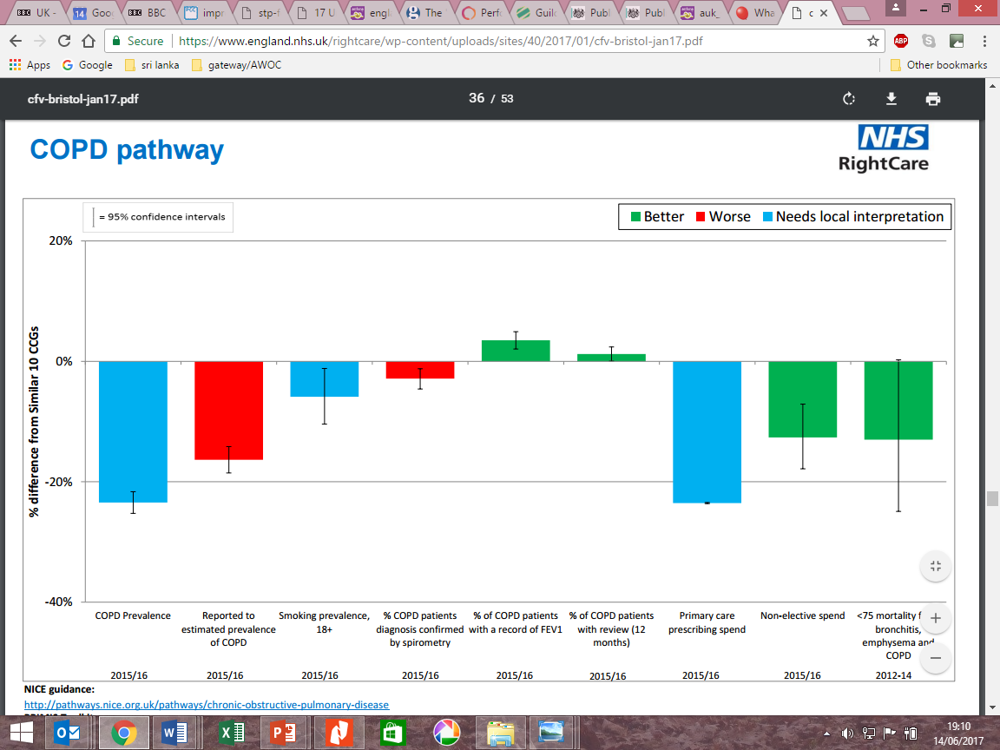 UK -
Goo
BBC
impr
stp-f
17 U
engl
The
Perfo
Guil
Publ
Publ
auk_
Wha
c
Secure
https://www.england.nhs.uk/rightcare/wp-content/uploads/sites/40/2017/01/cfv-bristol-jan17.pdf
ABP
Apps
Google
sri lanka
gateway/AWOC
Other bookmarks
cfv-bristol-jan17.pdf
36 / 53
COPD pathway
NHS
RightCare
= 95% confidence intervals
Better
Worse
Needs local interpretation
% difference from Similar 10 CCGs
20%
0%
-20%
-40%
COPD Prevalence
2015/16
Reported to
estimated prevalence
of COPD
2015/16
Smoking prevalence,
18+
2015/16
% COPD patients
diagnosis confirmed
by spirometry
2015/16
% of COPD patients
with a record of FEV1
2015/16
% of COPD patients
with review (12
months)
2015/16
Primary care
prescribing spend
2015/16
Non-elective spend
2015/16
<75 mortality f
bronchitis,
emphysema and
COPD
2012-14
NICE guidance:
http://pathways.nice.org.uk/pathways/chronic-obstructive-pulmonary-disease
19:10
14/06/2017